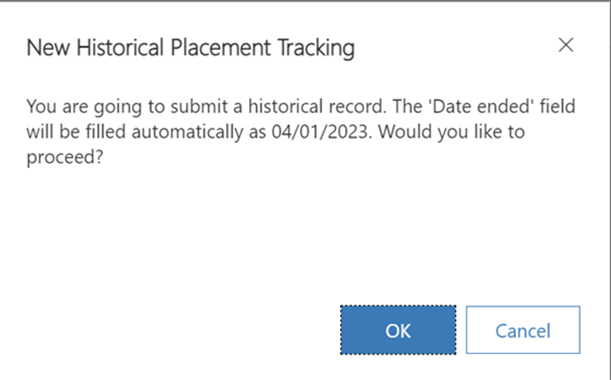 New Historical Placement Tracking
You are going to submit a historical record. The 'Date ended' field
will be filled automatically as 04/01/2023. Would you like to
proceed?
OK
Cancel